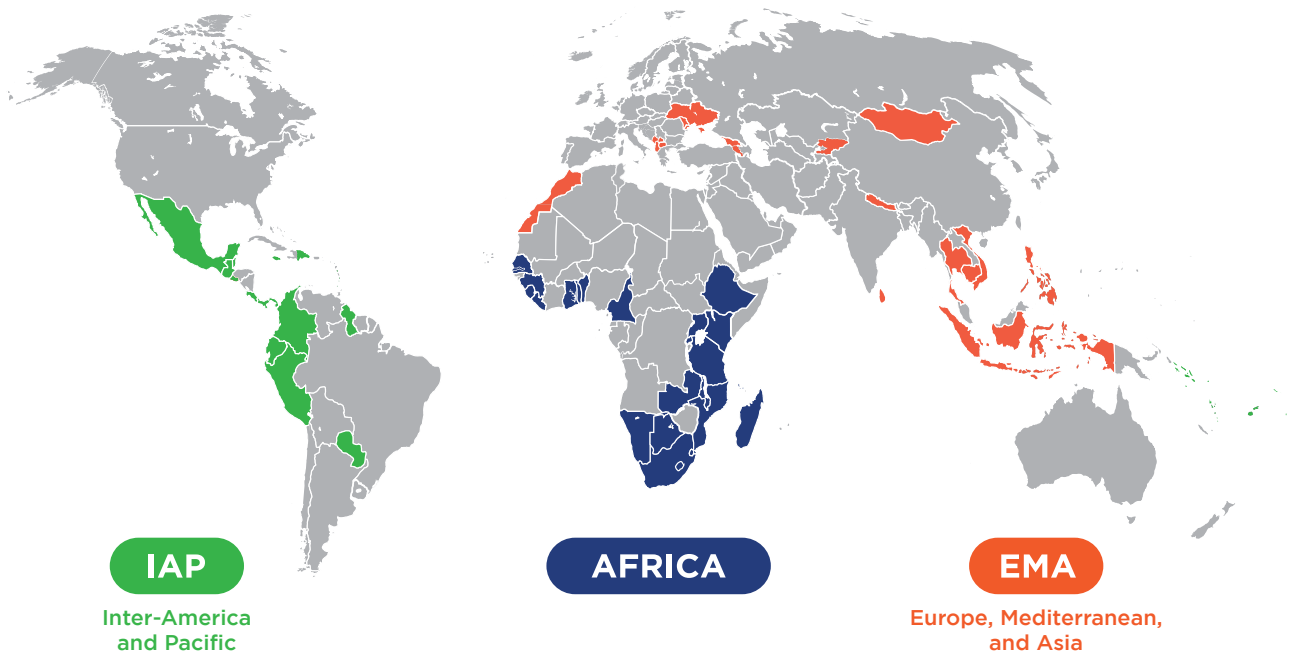 IAP
Inter-America
and Pacific
AFRICA
EMA
Europe, Mediterranean,
and Asia